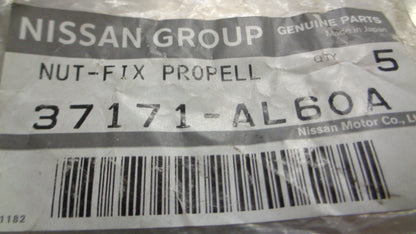 NISSAN GROUP GENUINE PARTS
Made in Japan
NUT-FIX PROPELL QTY 5
37171-AL60A
Nissan Motor Co., Lt
1182